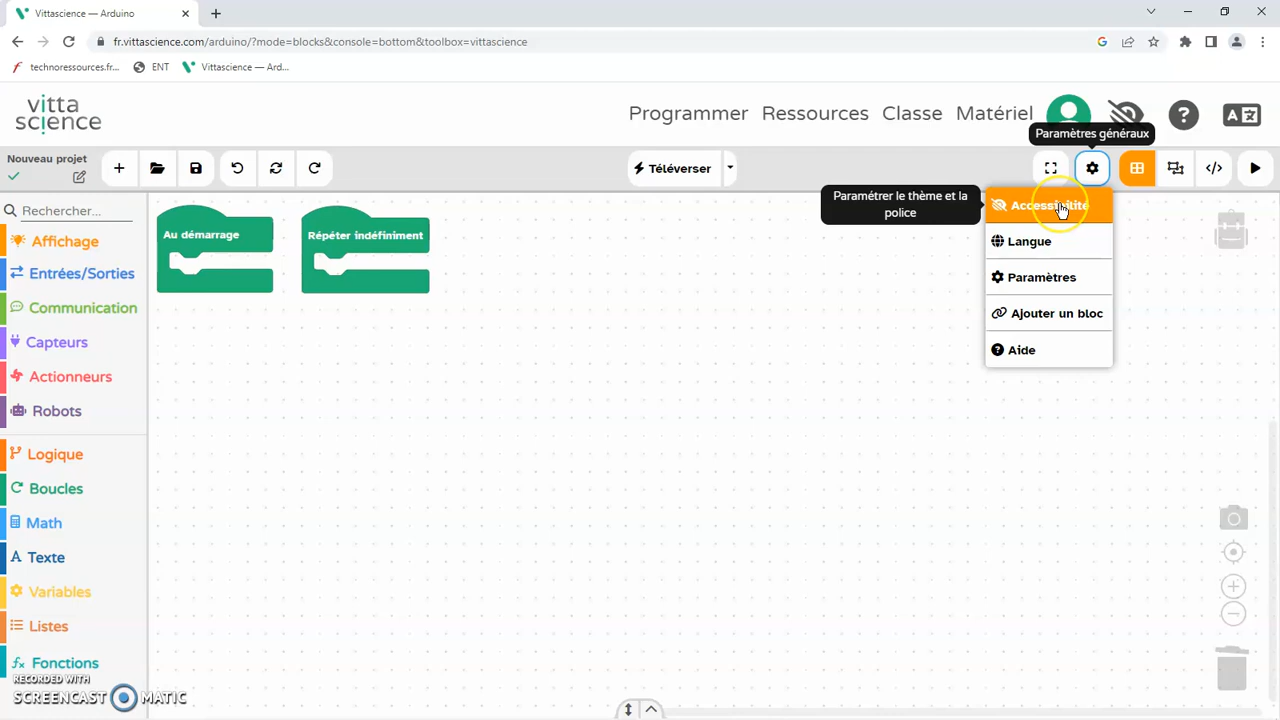 Vittascience — Arduino
fr.vittascience.com/arduino/?mode=blocks&console=bottom&toolbox=vittascience
technoressources.fr...
ENT
Vittascience — Ard...
vitta
science
Programmer
Ressources
Classe
Matériel
Paramètres généraux
Nouveau projet
Téléverser
Paramétrer le thème et la
police
Accessibilité
Langue
Paramètres
Ajouter un bloc
Aide
Rechercher...
Affichage
Entrées/Sorties
Communication
Capteurs
Actionneurs
Robots
Logique
Boucles
Math
Texte
Variables
Listes
Fonctions
Au démarrage
Répéter indéfiniment
RECORDED WITH
SCREENCAST MATIC